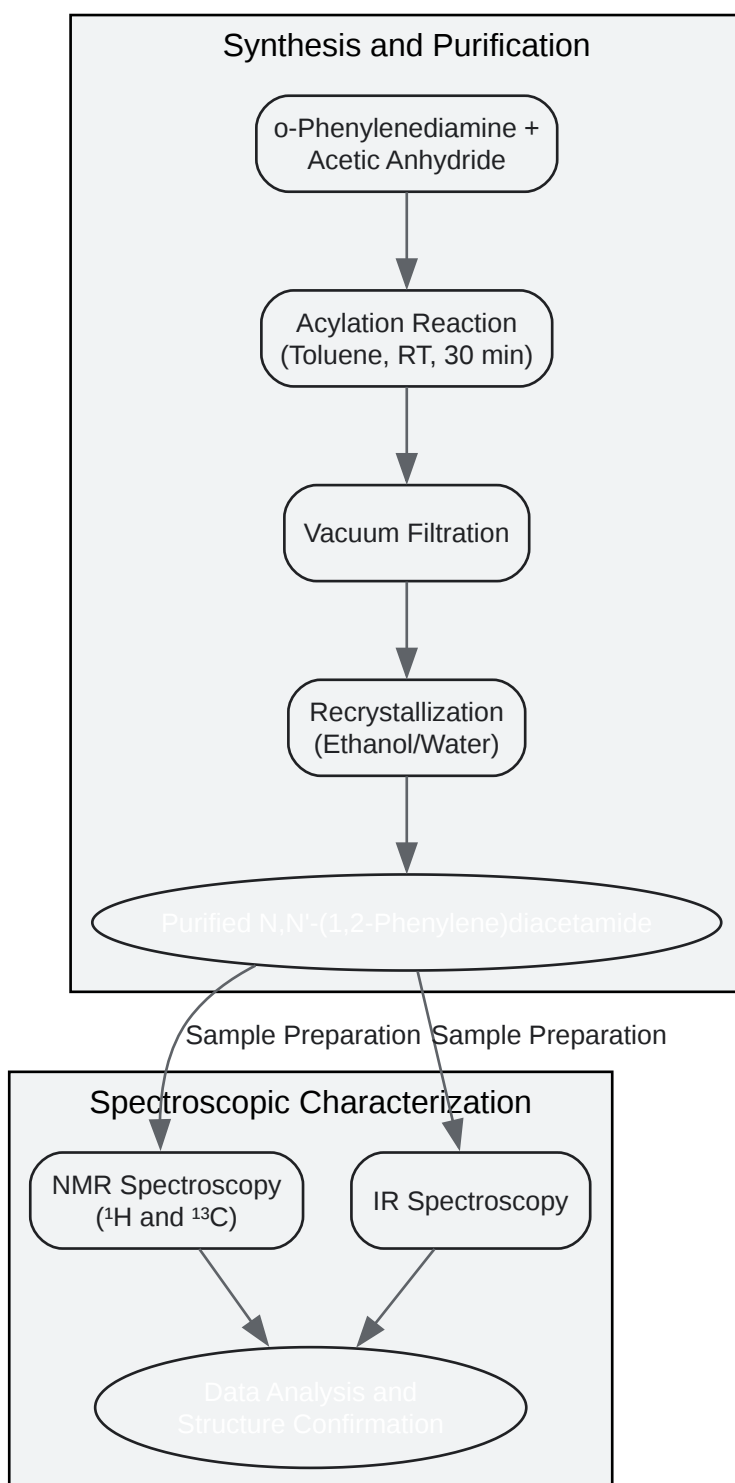 Synthesis and Purification
o-Phenylenediamine +
Acetic Anhydride
Acylation Reaction
(Toluene, RT, 30 min)
Vacuum Filtration
Recrystallization
(Ethanol/Water)
Purified N,N'-(1,2-Phenylene)diacetamide
Sample Preparation
Sample Preparation
Spectroscopic Characterization
NMR Spectroscopy
(¹H and ¹³C)
IR Spectroscopy
Data Analysis and
Structure Confirmation